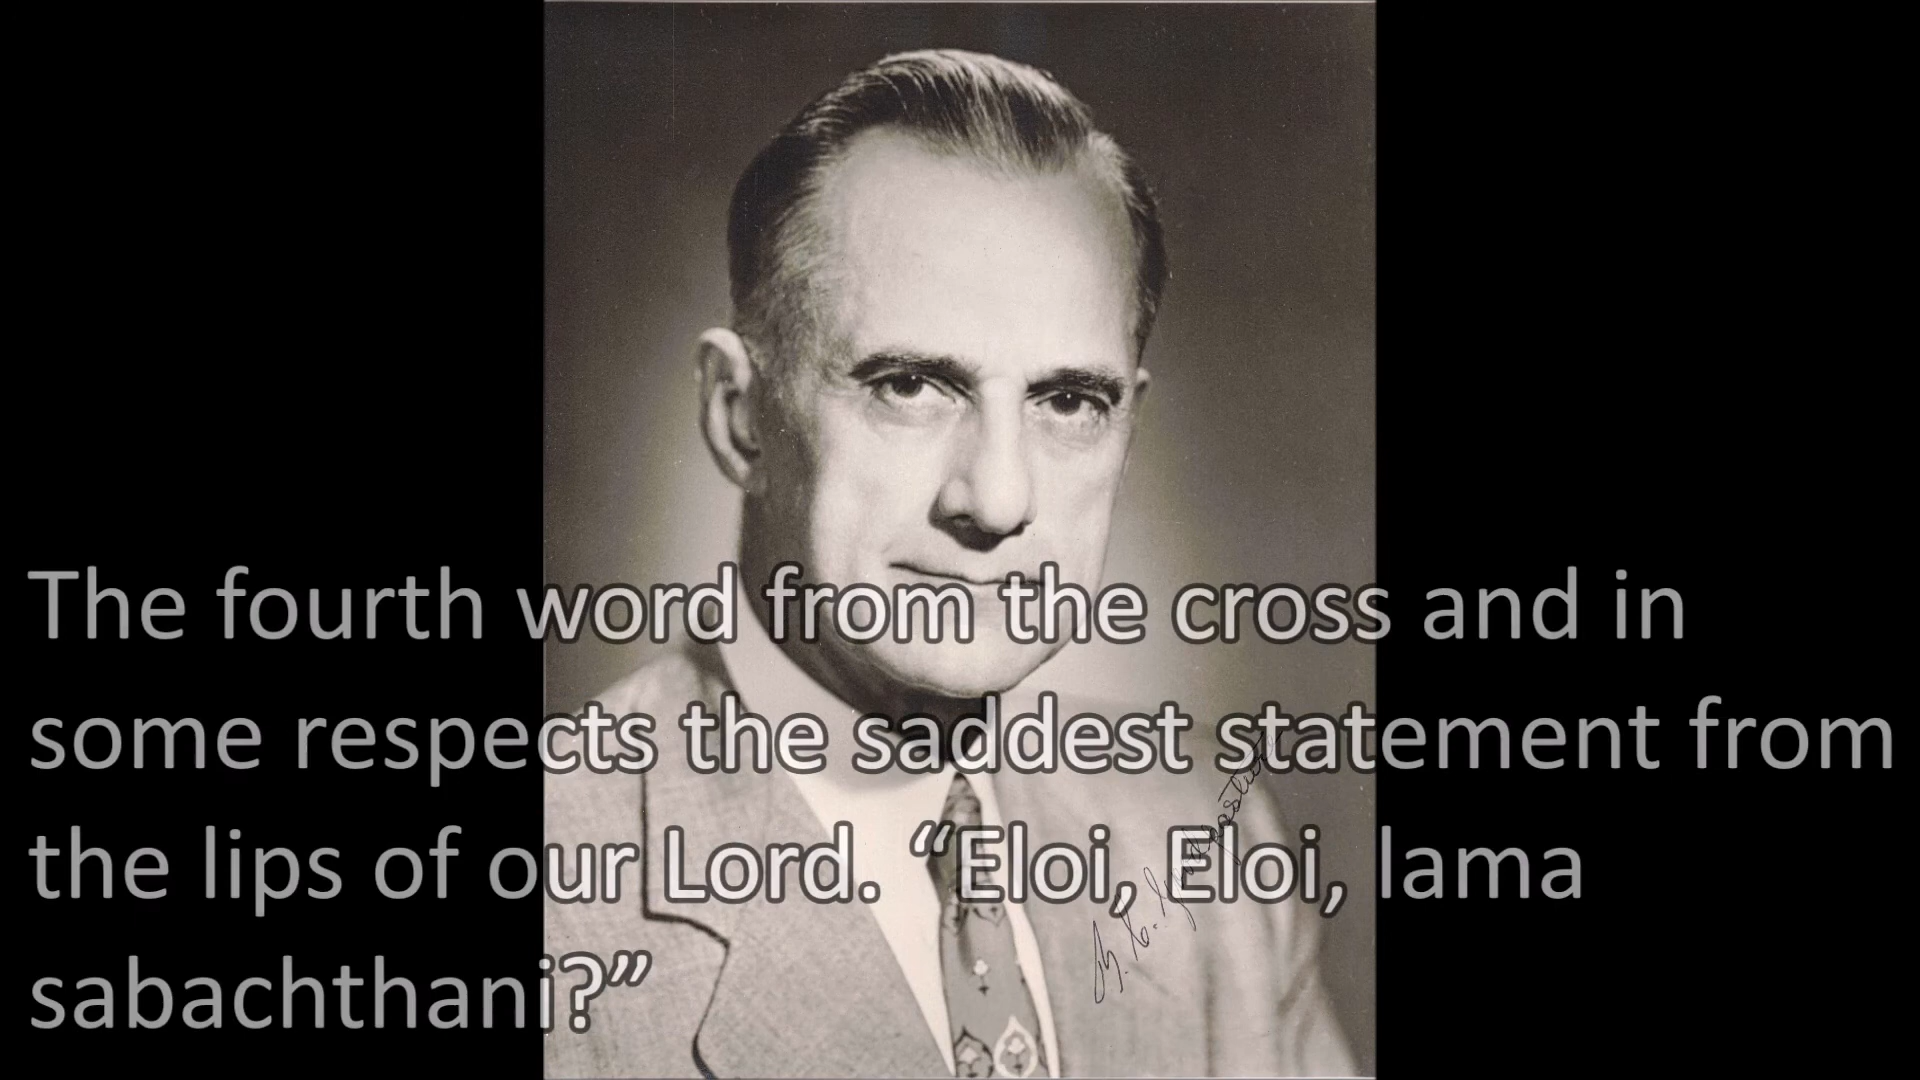 The fourth word from the cross and in
some respects the saddest statement from
the lips of our Lord. “Eloi, Eloi, lama
sabachthani?”